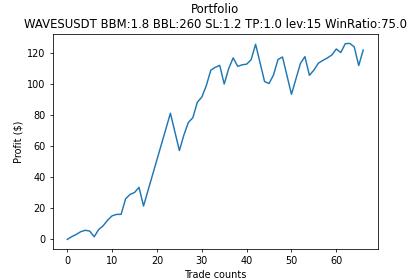 Portfolio
WAVESUSDT BBM:1.8 BBL:260 SL:1.2 TP:1.0 lev:15 WinRatio:75.0
120
100
80
60
40
20
0
Profit ($)
0 10 20 30 40 50 60
Trade counts